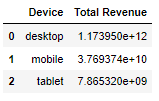 Device Total Revenue
0 desktop 1.173950e+12
1 mobile 3.769374e+10
2 tablet 7.865320e+09